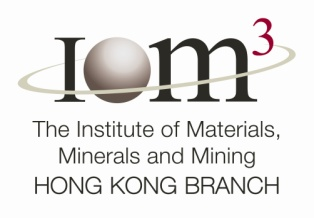 IOM3
The Institute of Materials,
Minerals and Mining
HONG KONG BRANCH